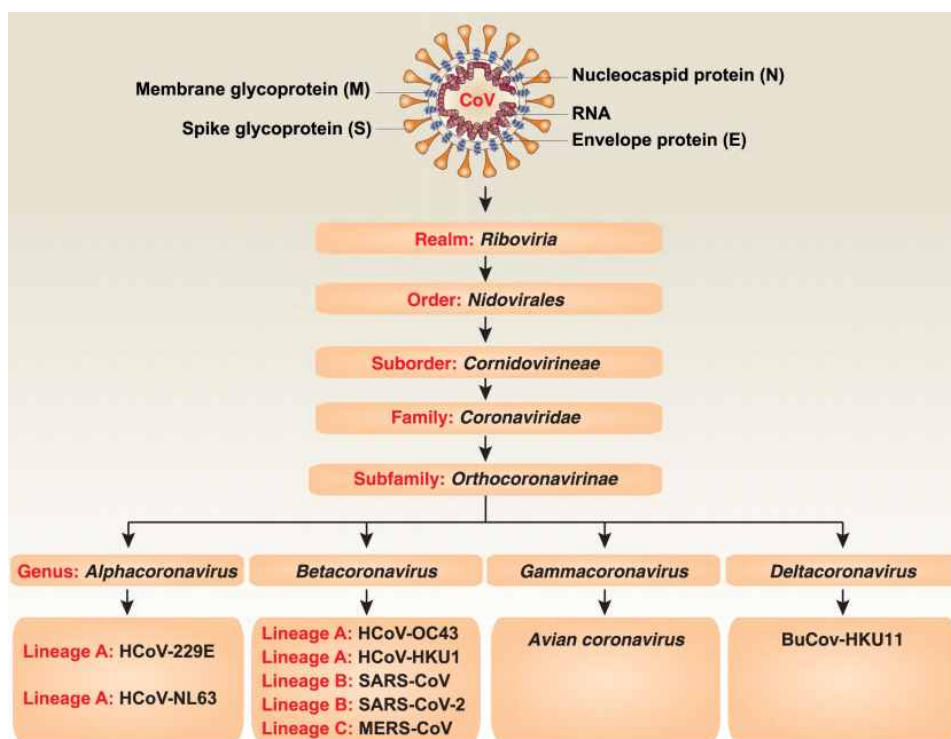 Membrane glycoprotein (M)
Spike glycoprotein (S)
CoV
Nucleocaspid protein (N)
RNA
Envelope protein (E)
Realm: Riboviria
Order: Nidovirales
Suborder: Cornidovirineae
Family: Coronaviridae
Subfamily: Orthocoronavirinae
Genus: Alphacoronavirus
Betacoronavirus
Gammacoronavirus
Deltacoronavirus
Lineage A: HCoV-229E
Lineage A: HCoV-NL63
Lineage A: HCoV-OC43
Lineage A: HCoV-HKU1
Lineage B: SARS-CoV
Lineage B: SARS-CoV-2
Lineage C: MERS-CoV
Avian coronavirus
BuCov-HKU11